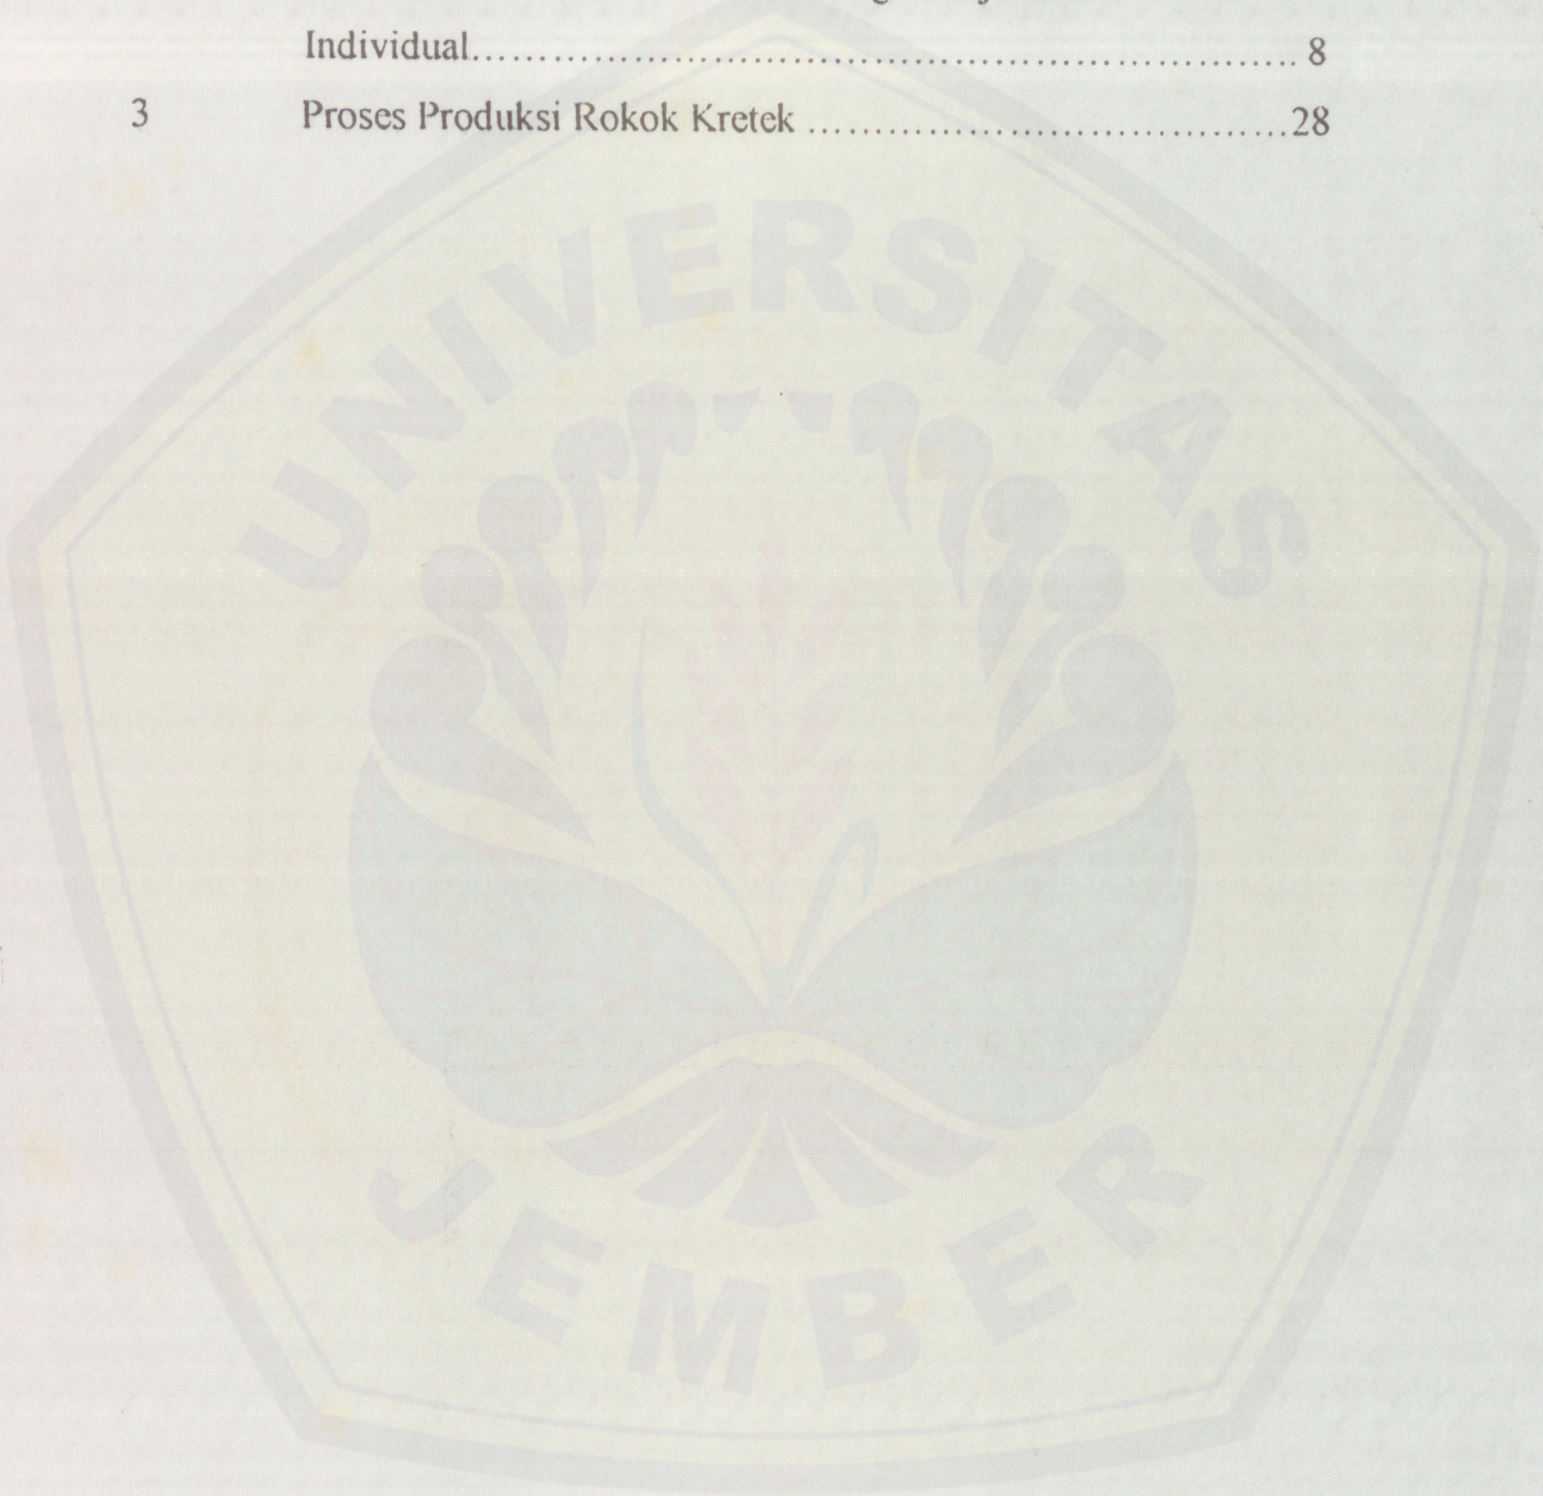 Individual.............................................................. 8
3 Proses Produksi Rokok Kretek ....................................28
UNIVERSITAS
JEMBER